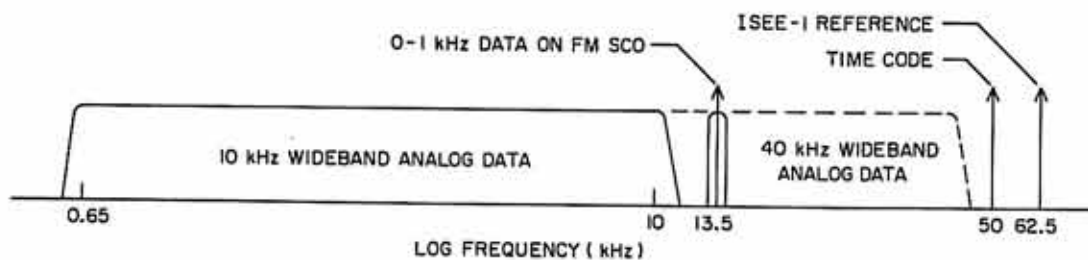 ISEE-1 REFERENCE
0-1 kHz DATA ON FM SCO
TIME CODE
10 kHz WIDEBAND ANALOG DATA
40 kHz WIDEBAND
ANALOG DATA
0.65
10
13.5
50
62.5
LOG FREQUENCY (kHz)